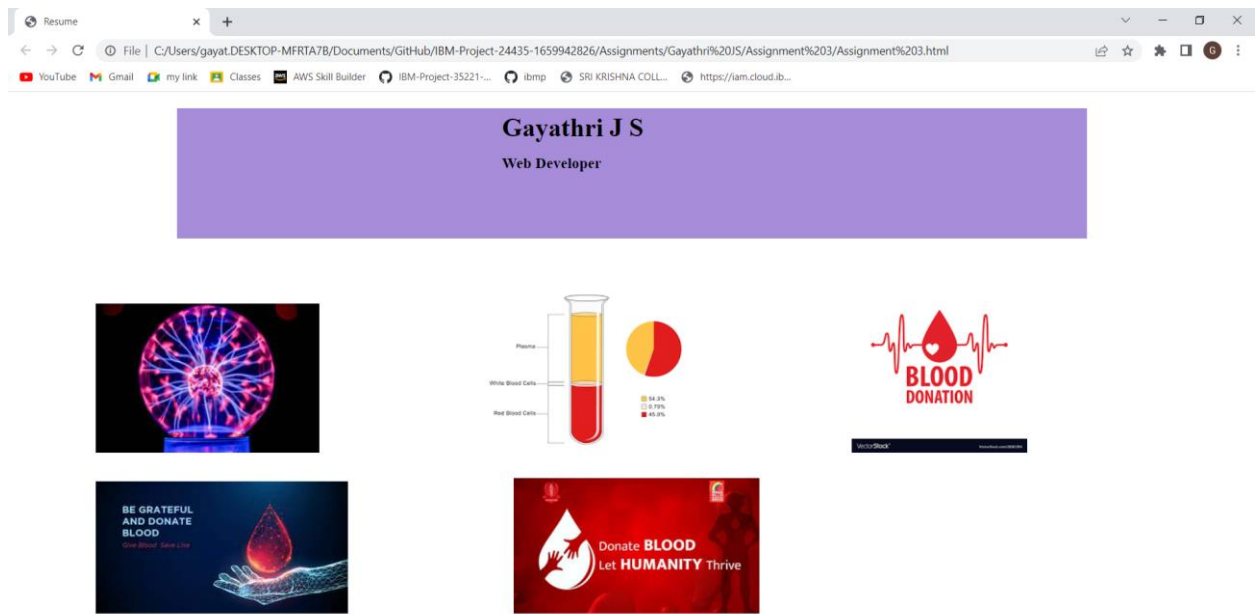 Resume
File | C:/Users/gayat.DESKTOP-MFRTA7B/Documents/GitHub/IBM-Project-24435-1659942826/Assignments/Gayathri%20JS/Assignment%203/Assignment%203.html
G
YouTube Gmail my link Classes AWS Skill Builder IBM-Project-35221-... ibmp SRI KRISHNA COLL... https://iam.cloud.ib...
Gayathri J S
Web Developer
Plasma
White Blood Cells
Red Blood Cells
54.3%
0.70%
45.0%
BLOOD
DONATION
VectorStock
BE GRATEFUL
AND DONATE
BLOOD
Give Blood Save Live
Donate BLOOD
Let HUMANITY Thrive